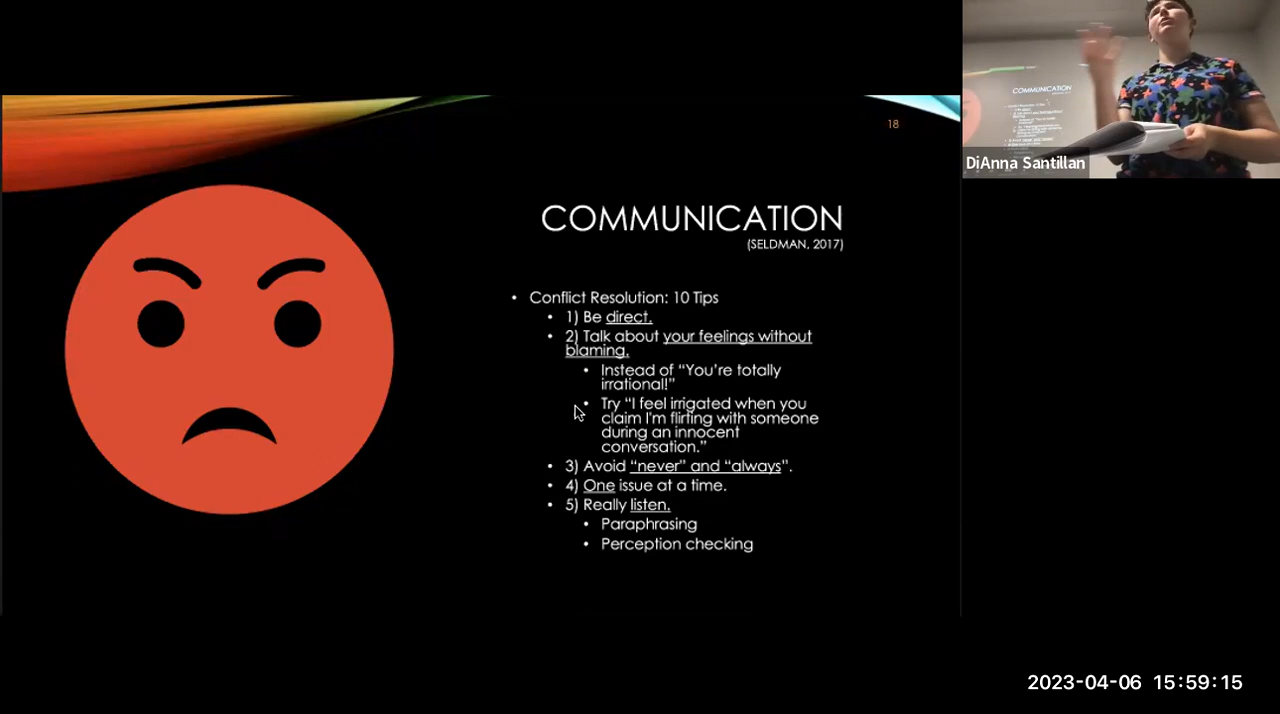 18
COMMUNICATION
(SELDMAN, 2017)
• Conflict Resolution: 10 Tips
• 1) Be direct.
• 2) Talk about your feelings without
blaming.
• Instead of “You’re totally
irrational!”
• Try “I feel irrigated when you
claim I'm flirting with someone
during an innocent
conversation.”
• 3) Avoid “never” and “always”.
• 4) One issue at a time.
• 5) Really listen.
• Paraphrasing
• Perception checking
COMMUNICATION
DiAnna Santillan
2023-04-06 15:59:15